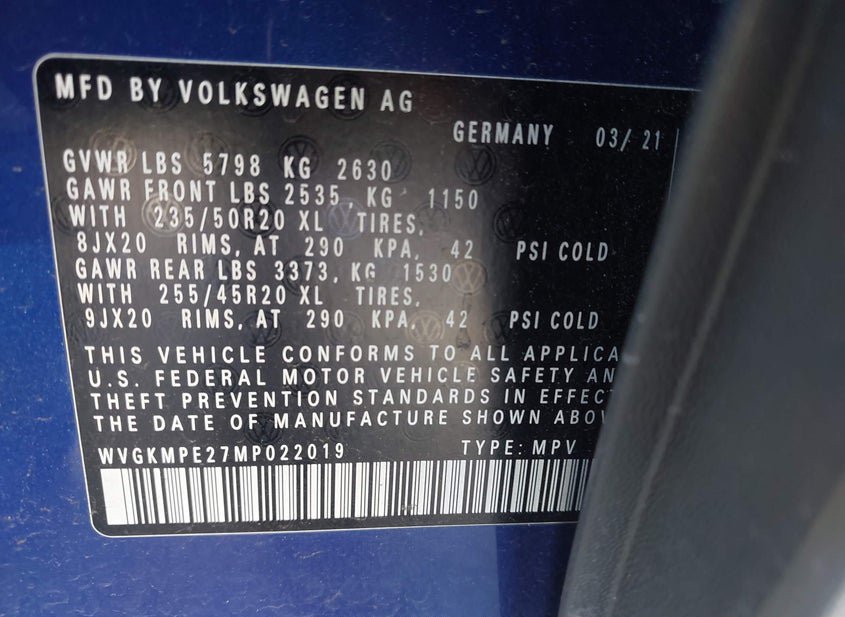 MFD BY VOLKSWAGEN AG
GERMANY 03/ 21
GVWR LBS 5798 KG 2630
GAWR FRONT LBS 2535 KG 1150
WITH 235/50R20 XL TIRES,
8JX20 RIMS, AT 290 KPA, 42 PSI COLD
GAWR REAR LBS 3373, KG 1530
WITH 255/45R20 XL TIRES,
9JX20 RIMS, AT 290 KPA, 42 PSI COLD
THIS VEHICLE CONFORMS TO ALL APPLICA
U.S. FEDERAL MOTOR VEHICLE SAFETY AN
THEFT PREVENTION STANDARDS IN EFFECT
THE DATE OF MANUFACTURE SHOWN ABOV
WVGKMPE27MP022019 TYPE: MPV